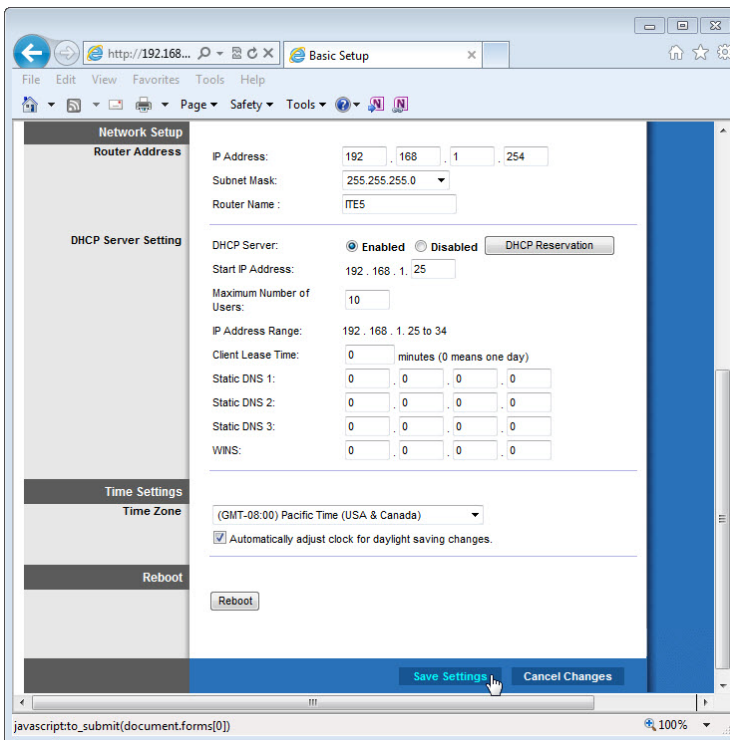 http://192.168...
Basic Setup
File Edit View Favorites Tools Help
Page Safety Tools
Network Setup
Router Address
IP Address: 192 . 168 . 1 . 254
Subnet Mask: 255.255.255.0
Router Name : ITE5
DHCP Server Setting
DHCP Server: Enabled Disabled DHCP Reservation
Start IP Address: 192 . 168 . 1. 25
Maximum Number of
Users: 10
IP Address Range: 192 . 168 . 1. 25 to 34
Client Lease Time: 0 minutes (0 means one day)
Static DNS 1: 0 . 0 . 0 . 0
Static DNS 2: 0 . 0 . 0 . 0
Static DNS 3: 0 . 0 . 0 . 0
WINS: 0 . 0 . 0 . 0
Time Settings
Time Zone
(GMT-08:00) Pacific Time (USA & Canada)
Automatically adjust clock for daylight saving changes.
Reboot
Reboot
Save Settings Cancel Changes
javascript:to_submit(document.forms[0]) 100%